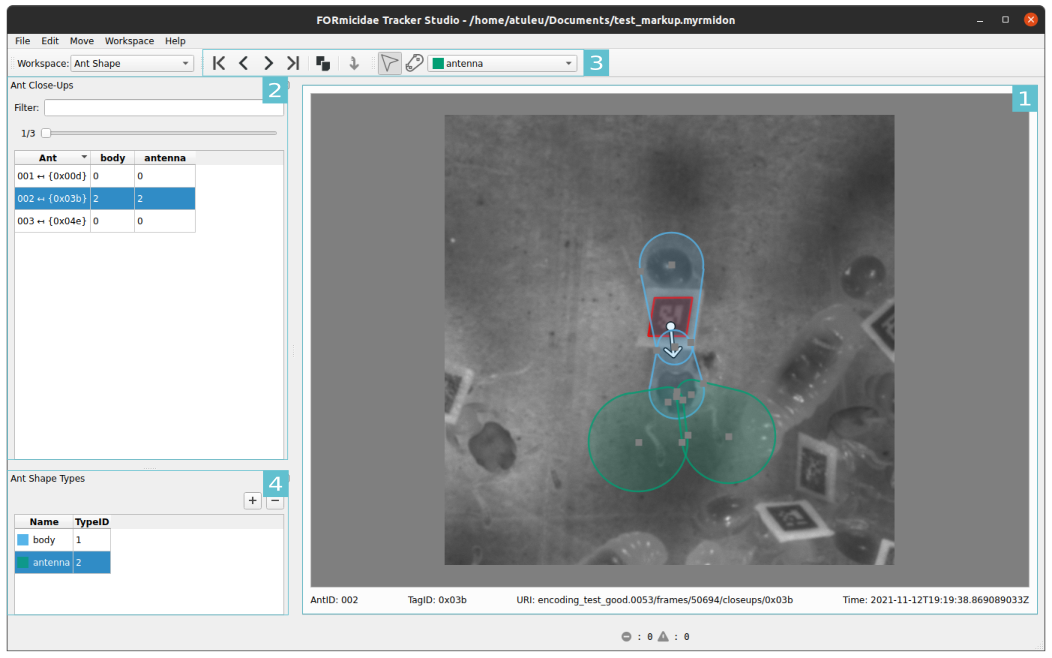 FORmicidae Tracker Studio - /home/atuleu/Documents/test_markup.myrmidon
File Edit Move Workspace Help
Workspace: Ant Shape
antenna
3
Ant Close-Ups
2
Filter:
1/3
Ant body antenna
001 ↔ {0x00d} 0 0
002 ↔ {0x03b} 2 2
003 ↔ {0x04e} 0 0
Ant Shape Types
4
+ −
Name TypeID
body 1
antenna 2
1
AntID: 002 TagID: 0x03b URI: encoding_test_good.0053/frames/50694/closeups/0x03b Time: 2021-11-12T19:19:38.869089033Z
: 0 : 0